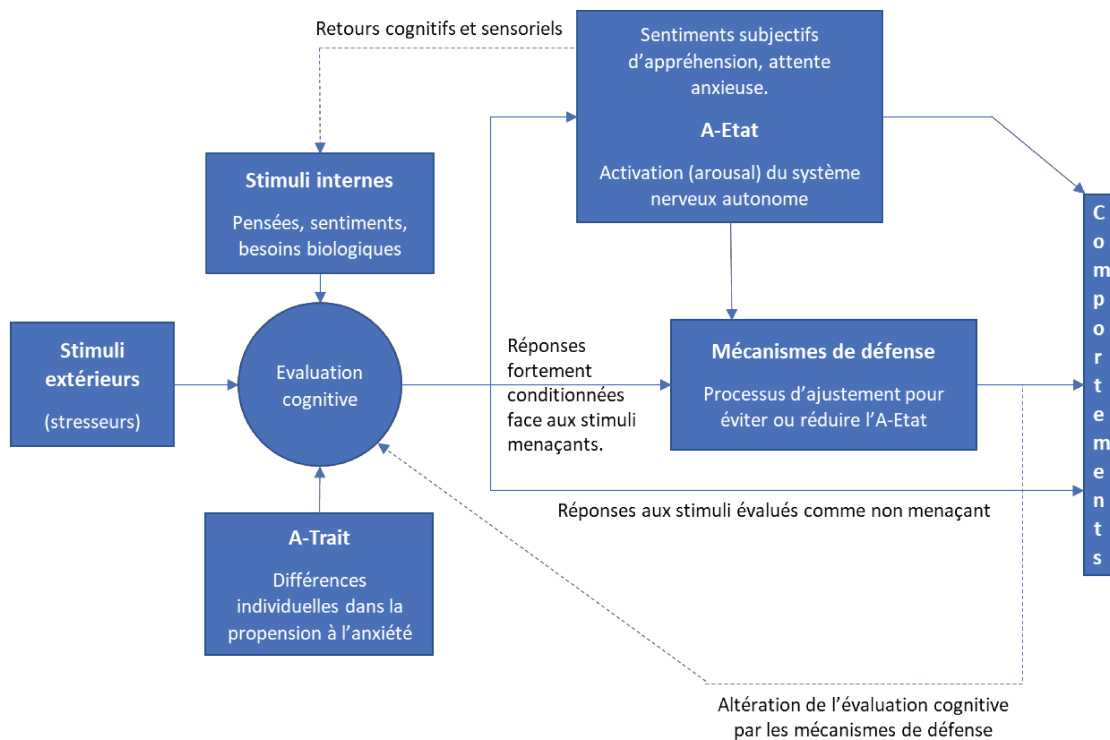 Retours cognitifs et sensoriels
Sentiments subjectifs
d’appréhension, attente
anxieuse.
A-Etat
Activation (arousal) du système
nerveux autonome
Stimuli internes
Pensées, sentiments,
besoins biologiques
Stimuli
extérieurs
(stresseurs)
Evaluation
cognitive
Réponses
fortement
conditionnées
face aux stimuli
menaçants.
Mécanismes de défense
Processus d’ajustement pour
éviter ou réduire l’A-Etat
Comportements
Réponses aux stimuli évalués comme non menaçant
A-Trait
Différences
individuelles dans la
propension à l’anxiété
Altération de l’évaluation cognitive
par les mécanismes de défense